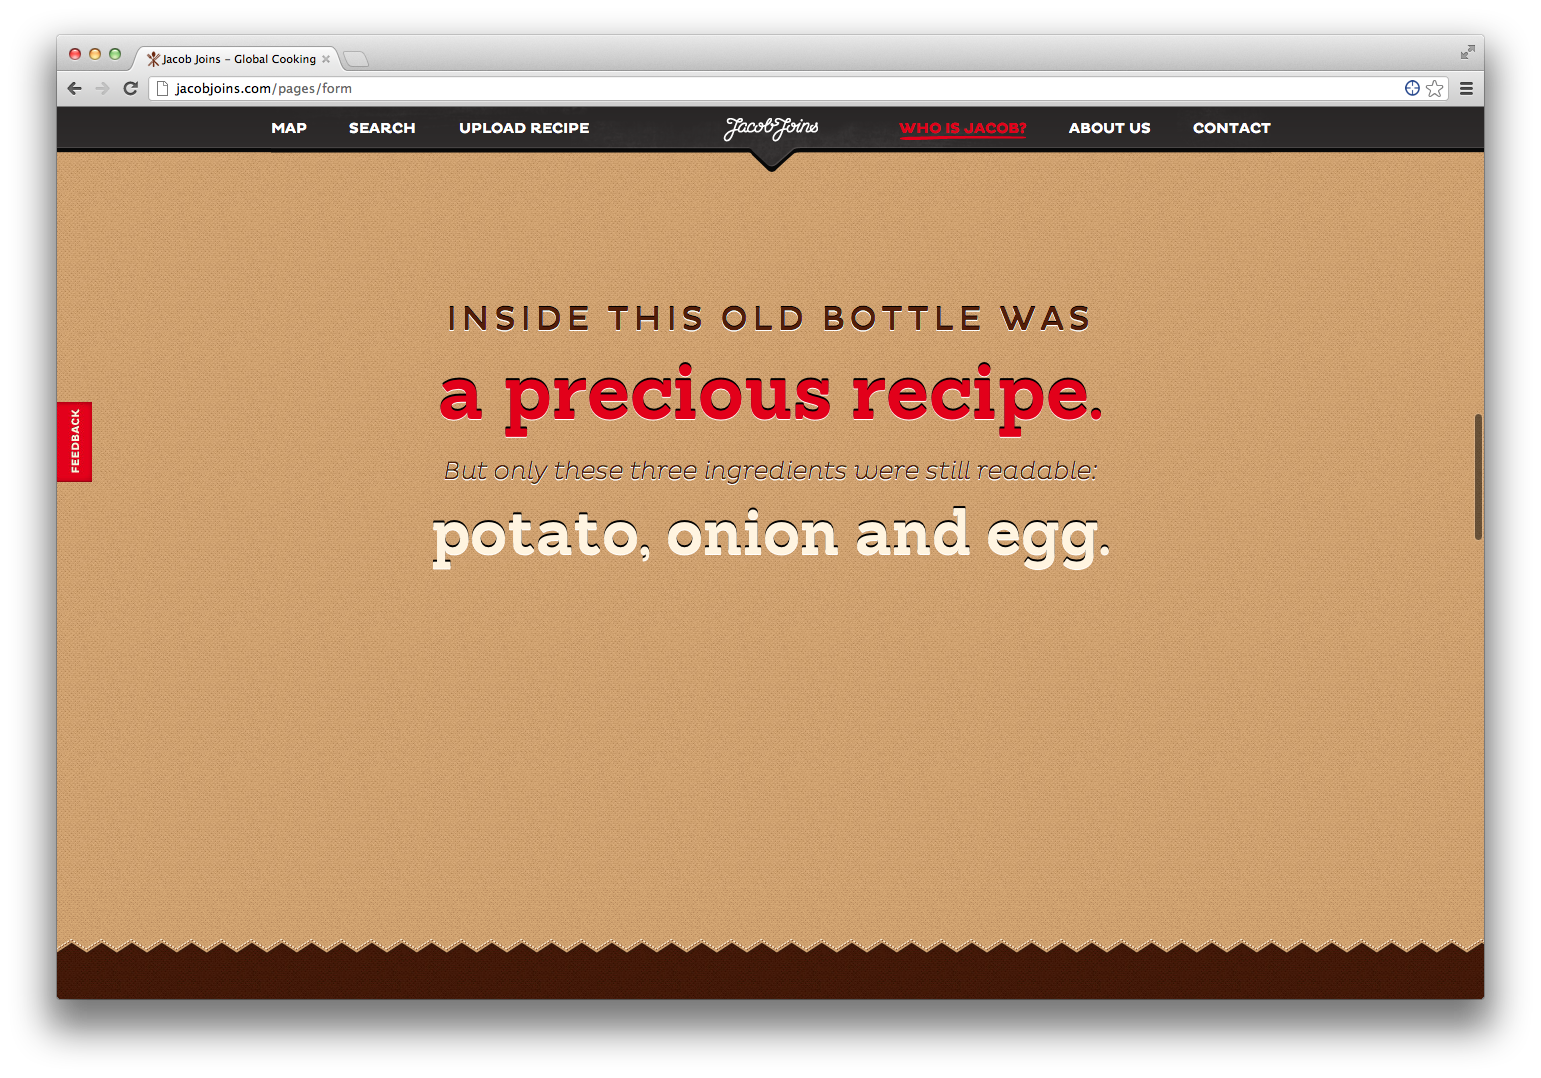 Jacob Joins – Global Cooking
jacobjoins.com/pages/form
MAP SEARCH UPLOAD RECIPE JacobJoins WHO IS JACOB? ABOUT US CONTACT
INSIDE THIS OLD BOTTLE WAS
a precious recipe.
FEEDBACK
But only these three ingredients were still readable:
potato, onion and egg.